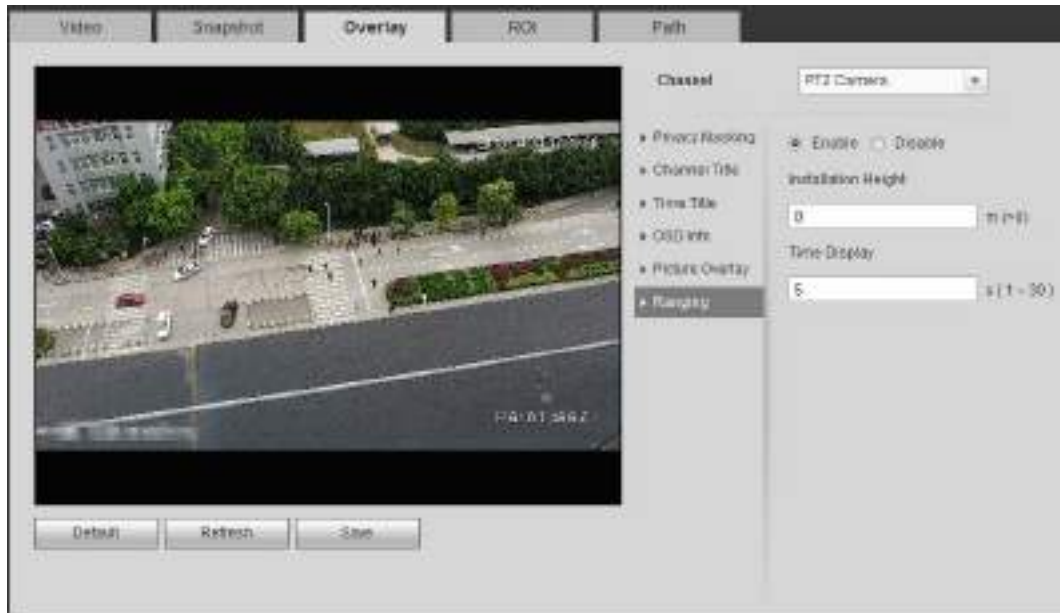 Video
Snapshot
Overlay
ROI
Path
Channel
PTZ Camera
Privacy Masking
Channel Title
Time Title
OSD Info
Picture Overlay
Ranging
Enable
Disable
Installation Height
m (>0)
Time Display
5
s ( 1 ~ 30 )
Default
Refresh
Save